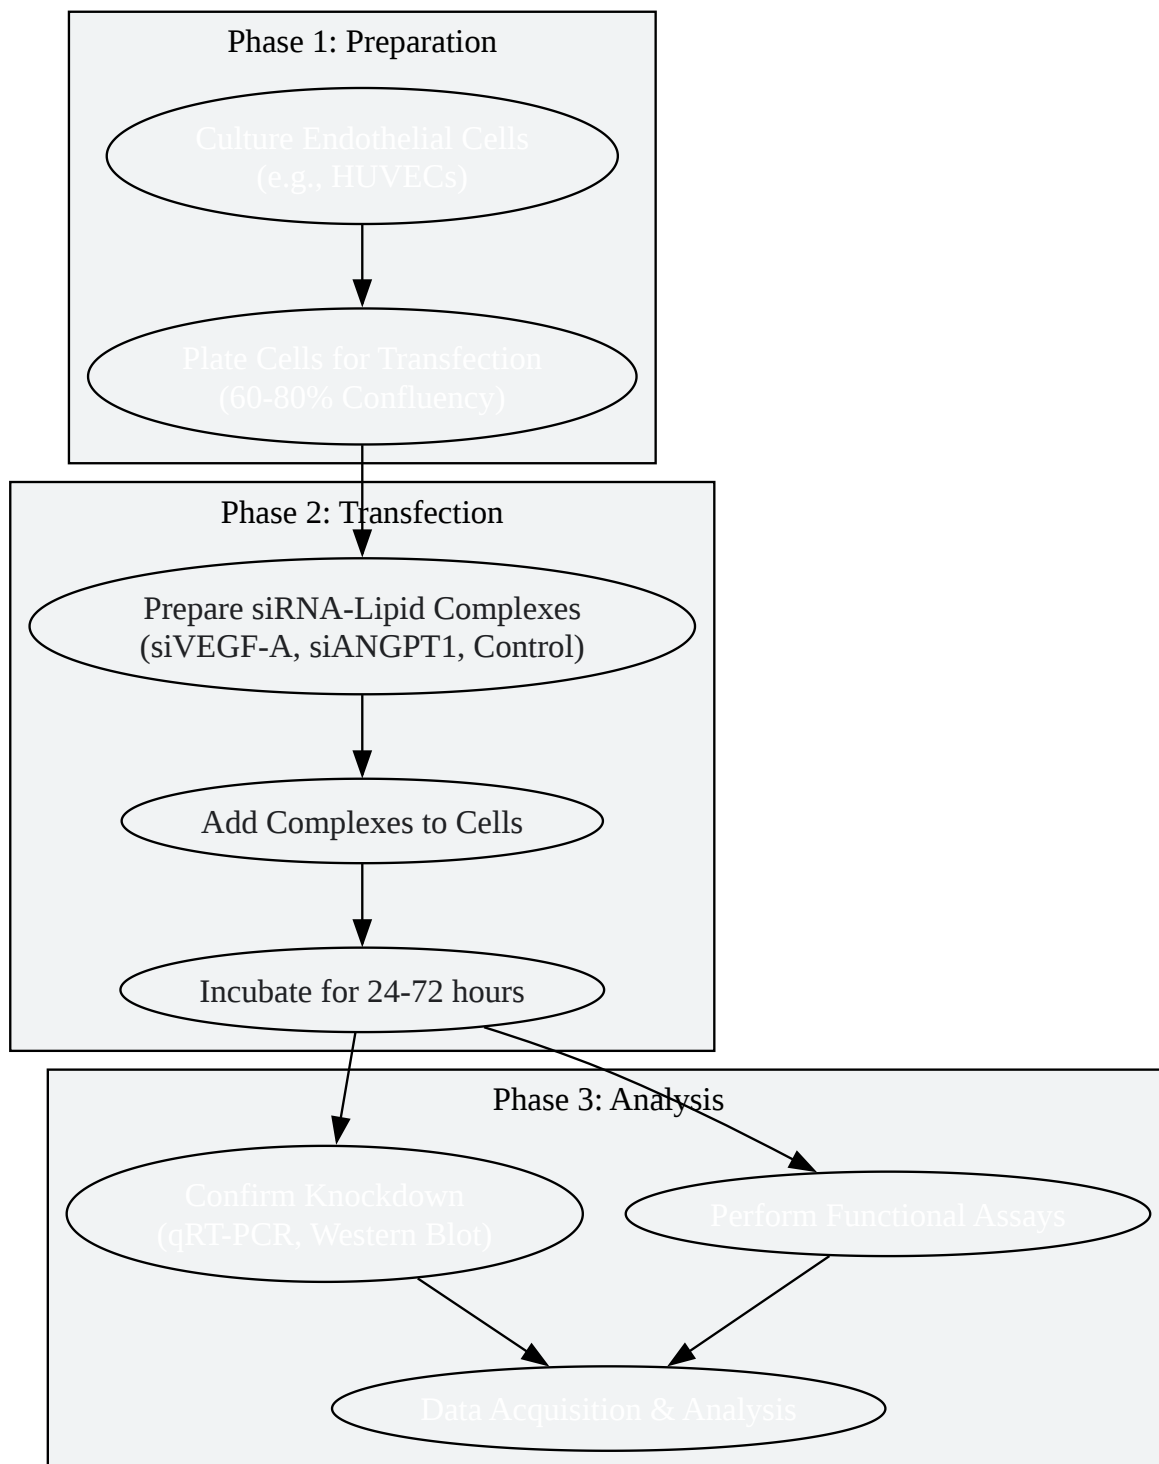 Phase 1: Preparation
Culture Endothelial Cells
(e.g., HUVECs)
Plate Cells for Transfection
(60-80% Confluency)
Phase 2: Transfection
Prepare siRNA-Lipid Complexes
(siVEGF-A, siANGPT1, Control)
Add Complexes to Cells
Incubate for 24-72 hours
Phase 3: Analysis
Confirm Knockdown
(qRT-PCR, Western Blot)
Perform Functional Assays
Data Acquisition & Analysis